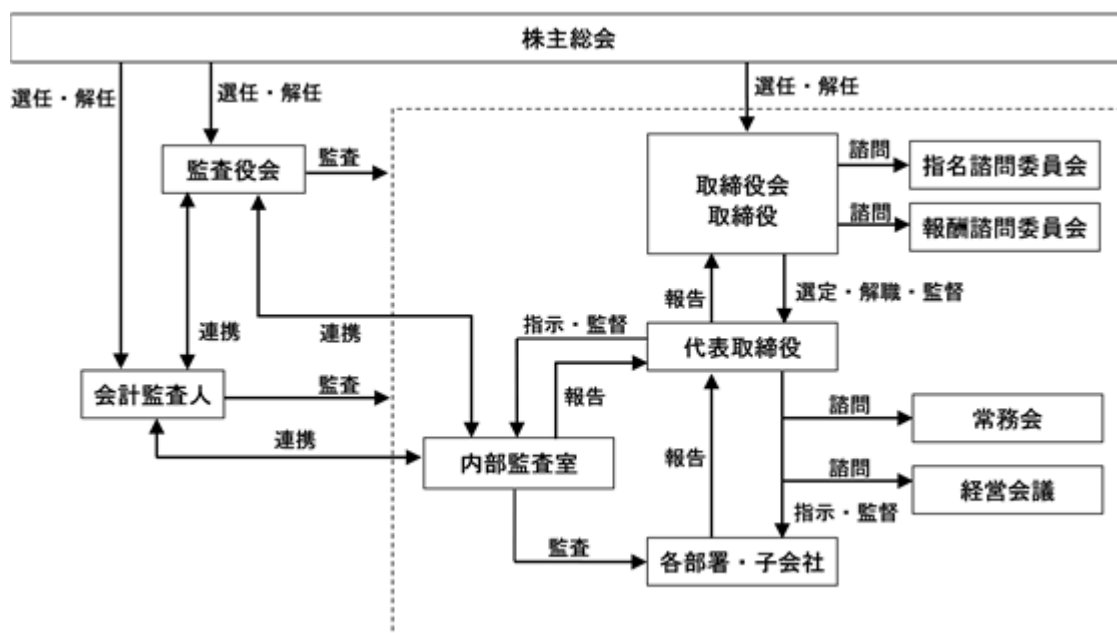 株主総会
選任・解任
選任・解任
選任・解任
監査役会
監査
取締役会
取締役
諮問
指名諮問委員会
諮問
報酬諮問委員会
報告
選定・解職・監督
連携
連携
指示・監督
代表取締役
会計監査人
監査
報告
諮問
常務会
連携
内部監査室
報告
諮問
経営会議
指示・監督
監査
各部署・子会社